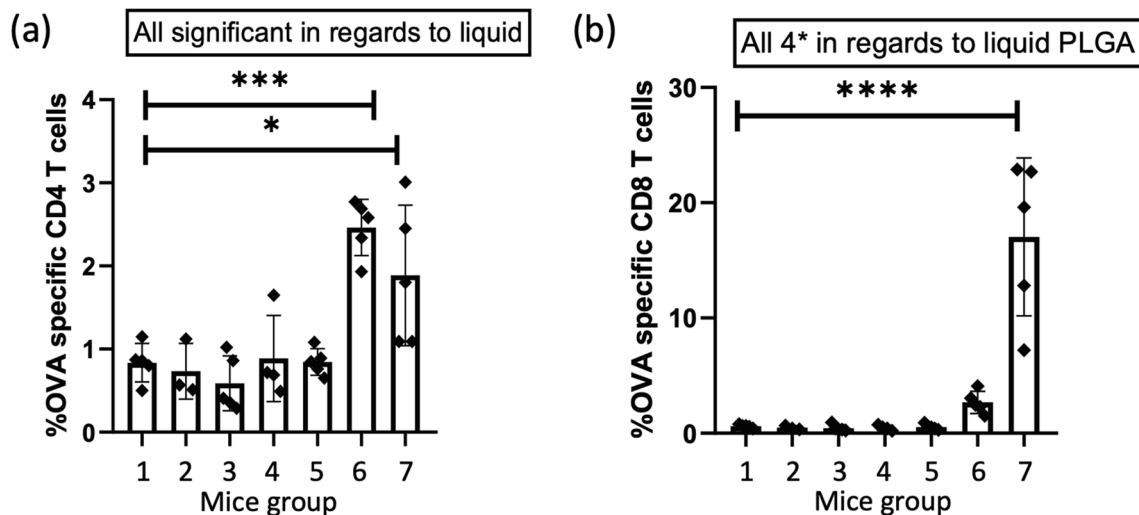 (a)
All significant in regards to liquid
***
*
%OVA specific CD4 T cells
4
3
2
1
0
1 2 3 4 5 6 7
Mice group
(b)
All 4* in regards to liquid PLGA
****
%OVA specific CD8 T cells
30
20
10
0
1 2 3 4 5 6 7
Mice group